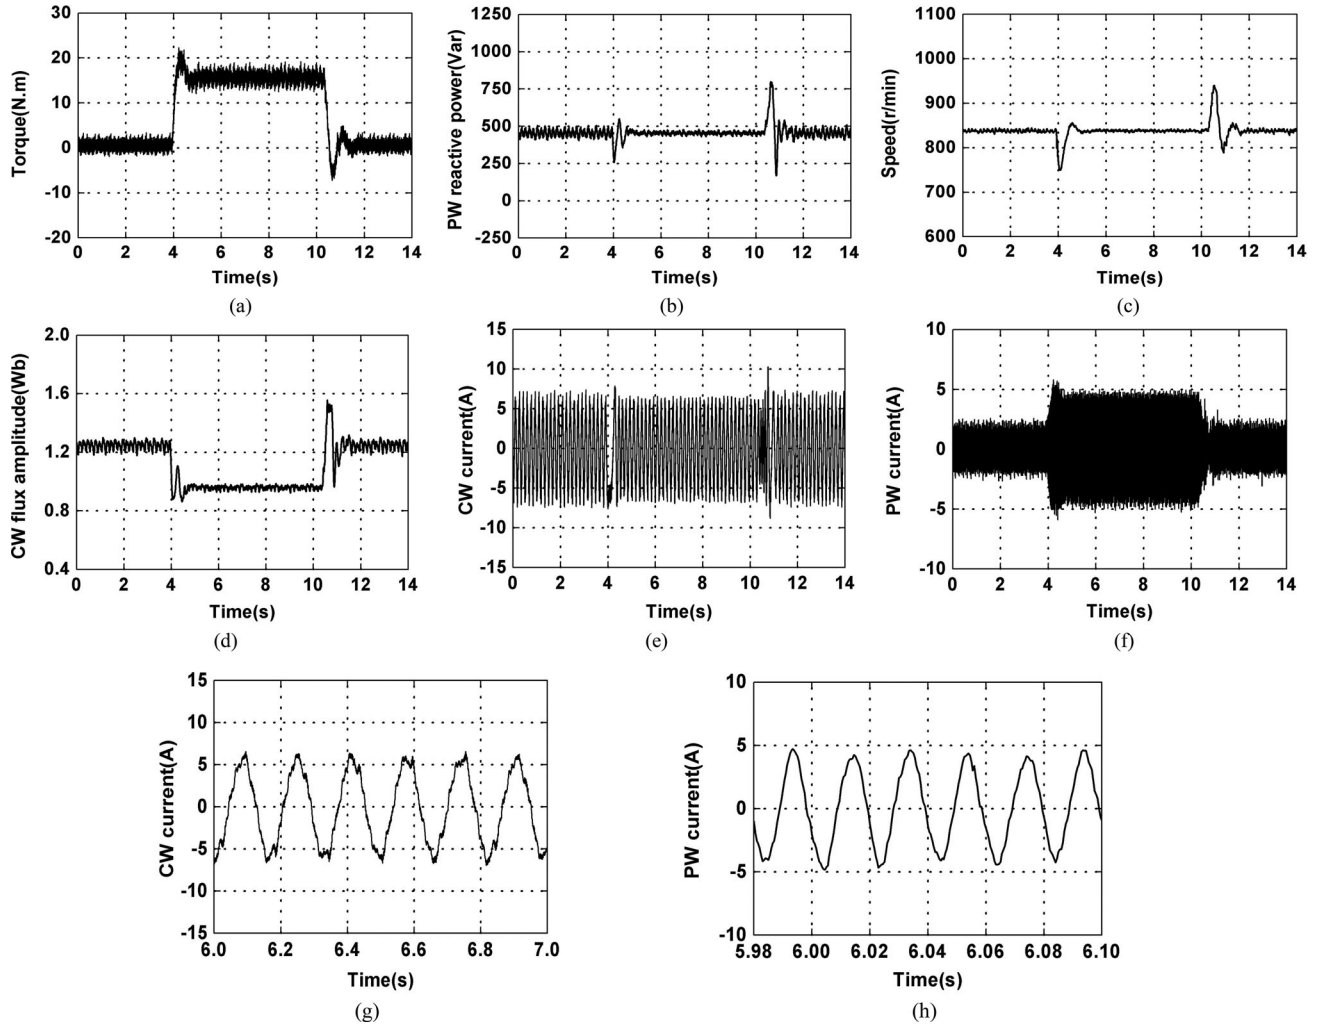 Torque(N.m)
30
20
10
0
-10
-20
0 2 4 6 8 10 12 14
Time(s)
(a)
PW reactive power(Var)
1250
1000
750
500
250
0
-250
0 2 4 6 8 10 12 14
Time(s)
(b)
Speed(r/min)
1100
1000
900
800
700
600
0 2 4 6 8 10 12 14
Time(s)
(c)
CW flux amplitude(Wb)
2.0
1.6
1.2
0.8
0.4
0 2 4 6 8 10 12 14
Time(s)
(d)
CW current(A)
15
10
5
0
-5
-10
-15
0 2 4 6 8 10 12 14
Time(s)
(e)
PW current(A)
10
5
0
-5
-10
0 2 4 6 8 10 12 14
Time(s)
(f)
CW current(A)
15
10
5
0
-5
-10
-15
6.0 6.2 6.4 6.6 6.8 7.0
Time(s)
(g)
PW current(A)
10
5
0
-5
-10
5.98 6.00 6.02 6.04 6.06 6.08 6.10
Time(s)
(h)